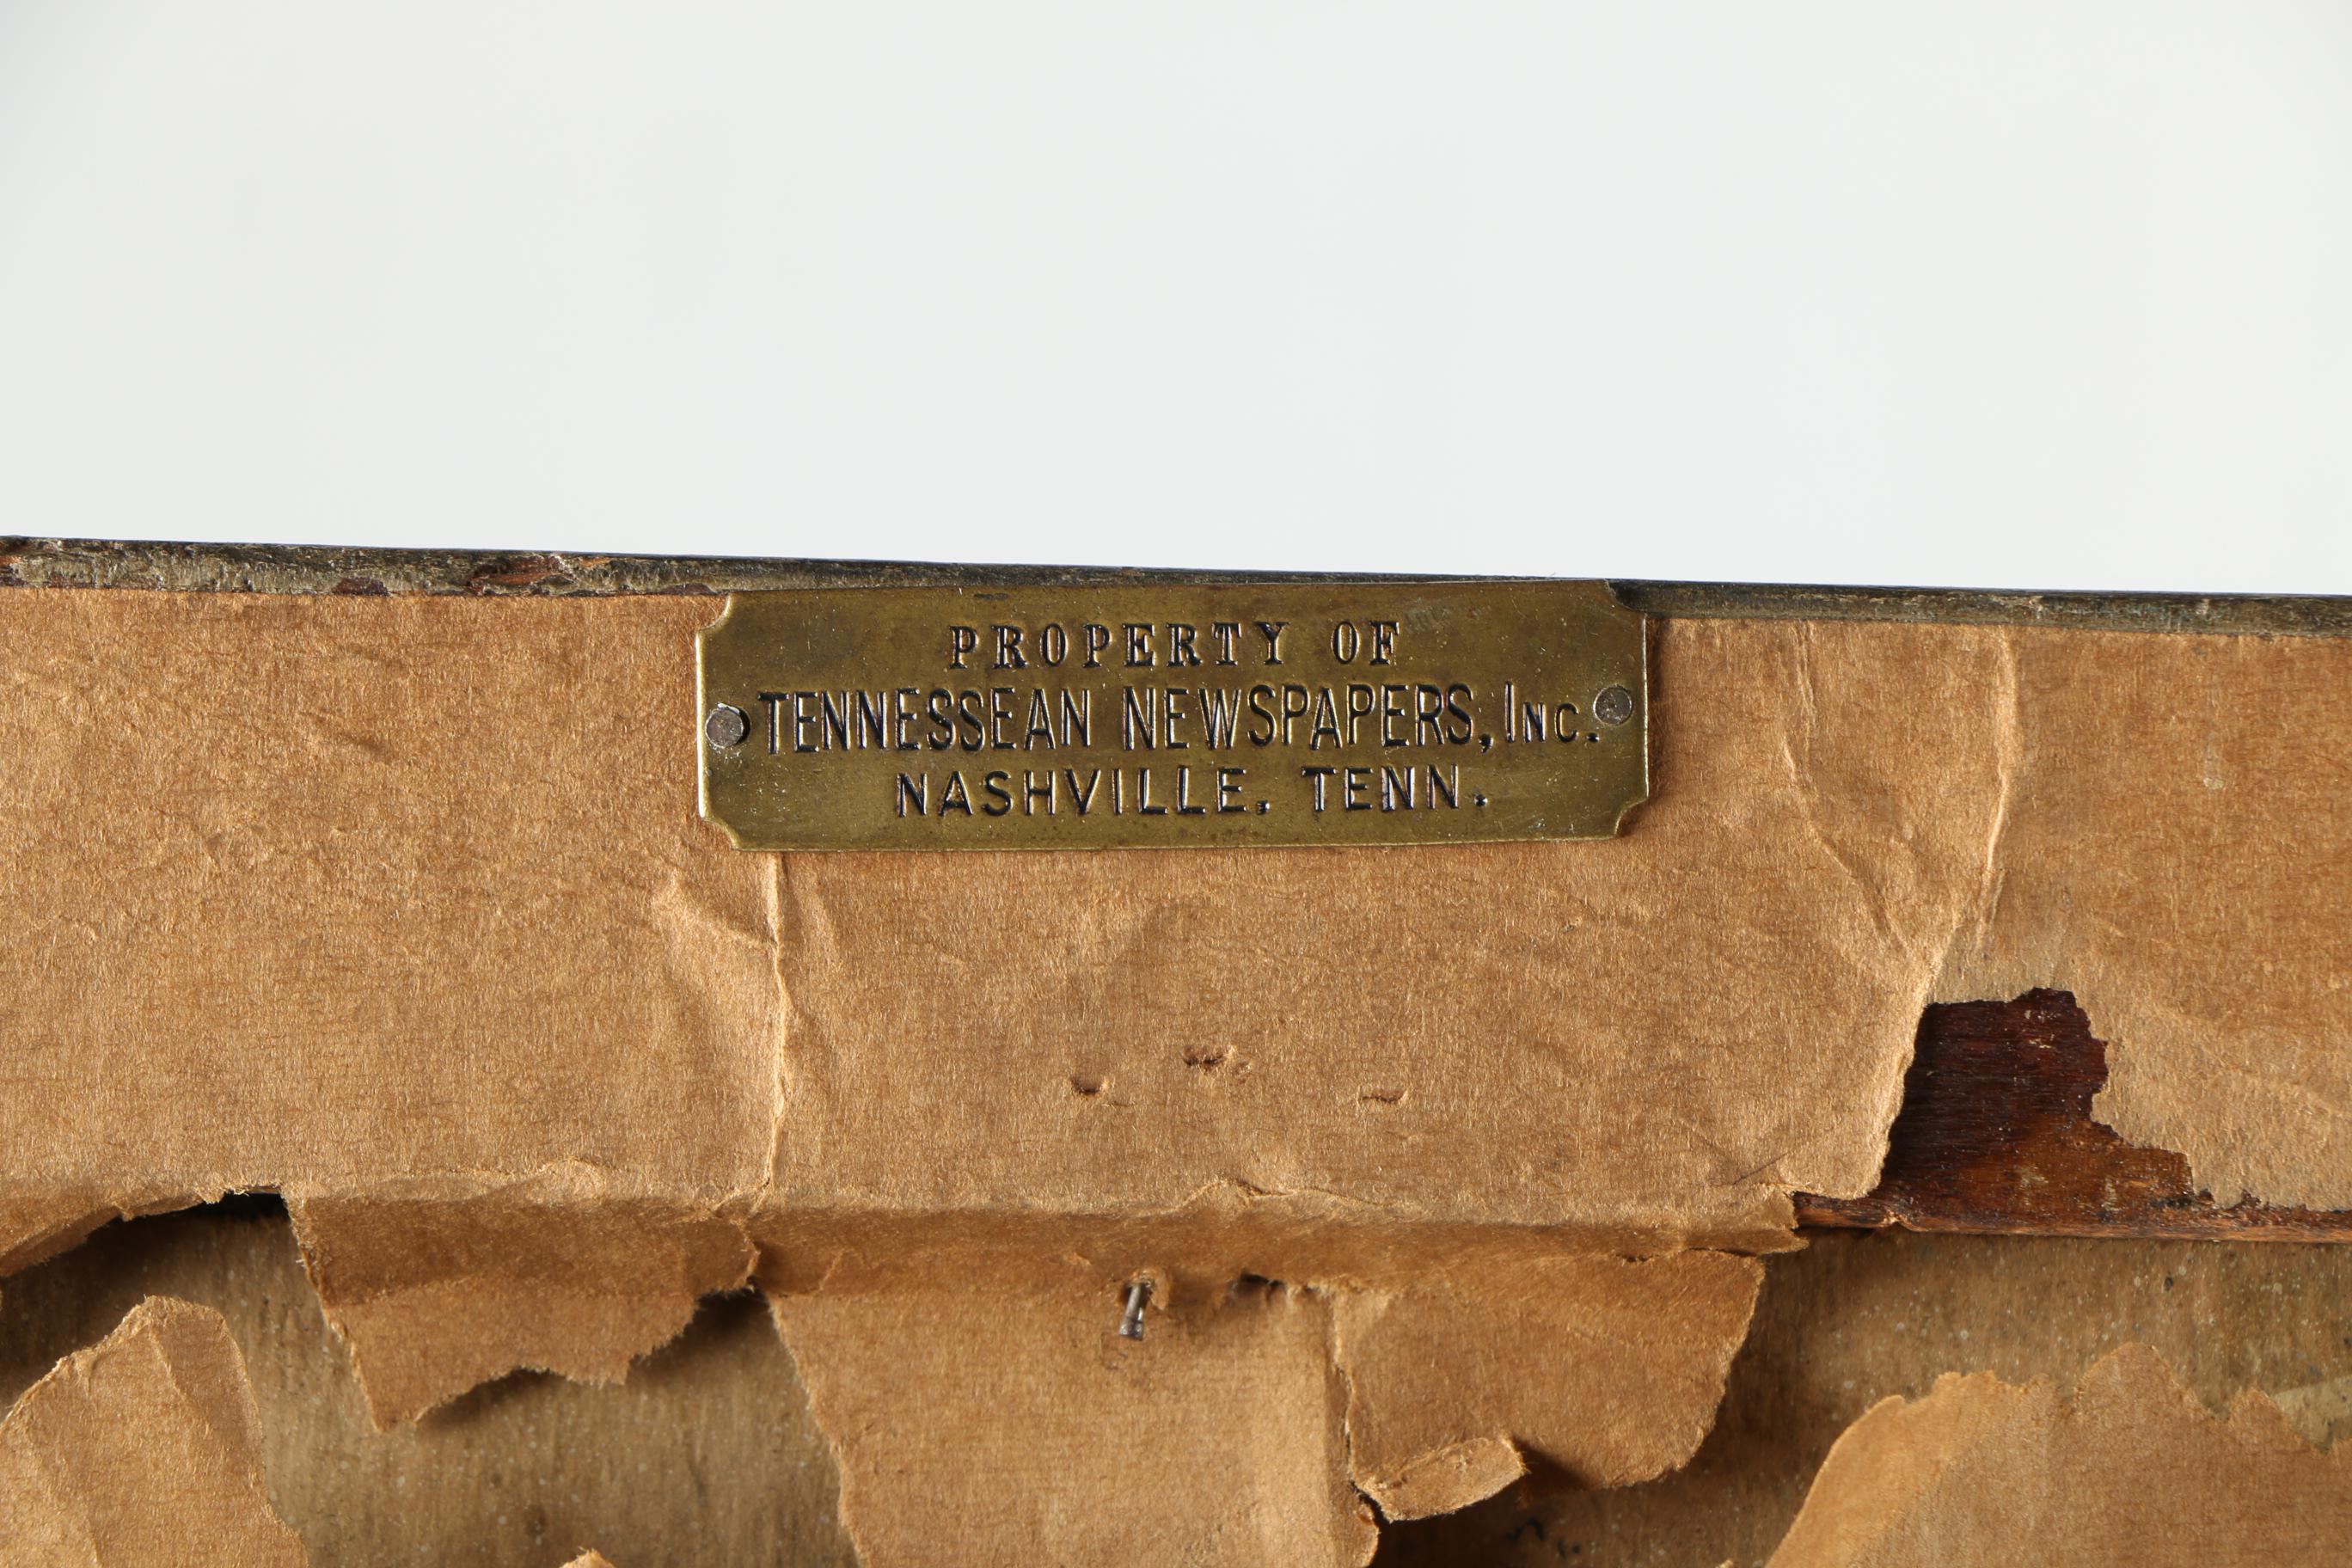 PROPERTY OF
TENNESSEAN NEWSPAPERS, INC.
NASHVILLE, TENN.